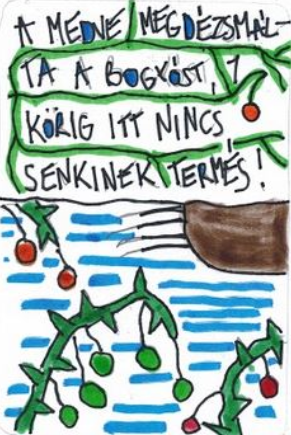 A MEDVE MEGDÉZSMÁL-
TA A BOGYÓST, 1
KÖRIG ITT NINCS
SENKINEK TERMÉS!